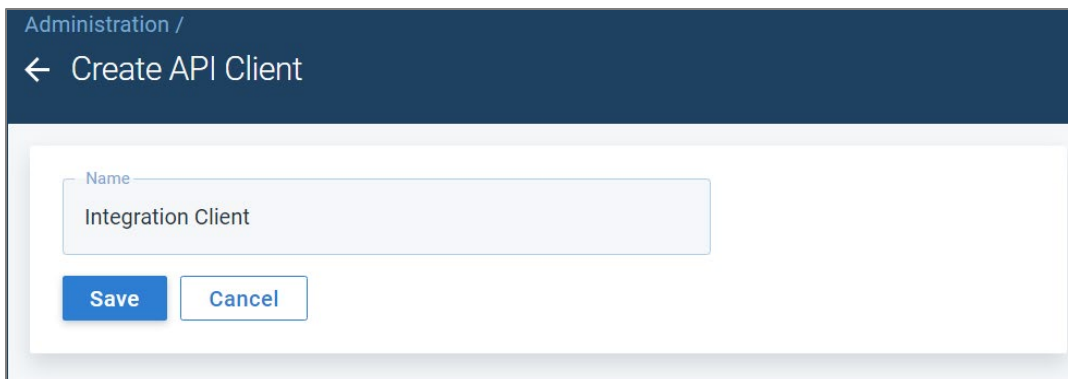 Administration /
← Create API Client
Name
Integration Client
Save Cancel